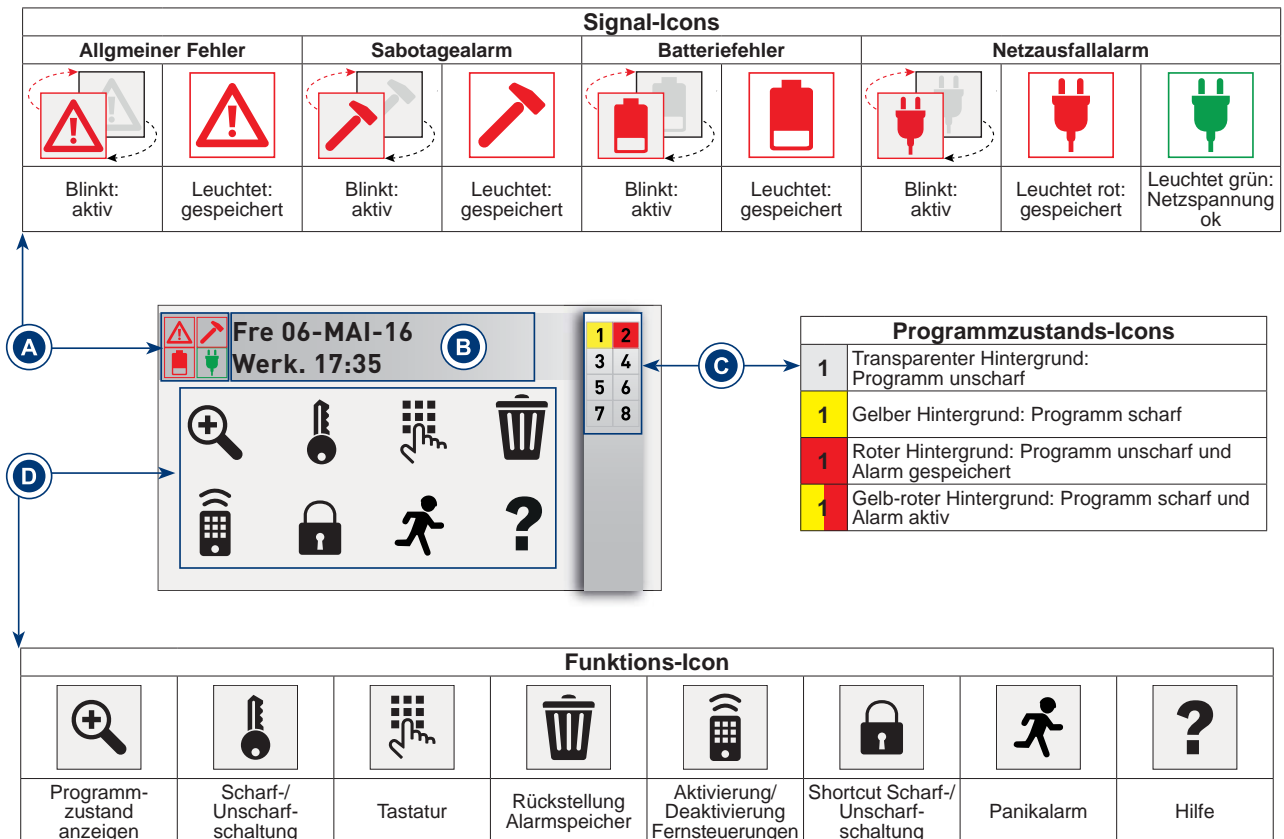 Signal-Icons
Allgmeiner Fehler
Sabotagealarm
Batteriefehler
Netzausfallalarm
Blinkt:
aktiv
Leuchtet:
gespeichert
Blinkt:
aktiv
Leuchtet:
gespeichert
Blinkt:
aktiv
Leuchtet:
gespeichert
Blinkt:
aktiv
Leuchtet rot:
gespeichert
Leuchtet grün:
Netzspannung
ok
A
Fre 06-MAI-16
Werk. 17:35
B
1 2
3 4
5 6
7 8
C
Programmzustands-Icons
1 Transparenter Hintergrund:
Programm unscharf
1 Gelber Hintergrund: Programm scharf
1 Roter Hintergrund: Programm unscharf und
Alarm gespeichert
1 Gelb-roter Hintergrund: Programm scharf und
Alarm aktiv
D
?
Funktions-Icon
?
Programm-
zustand
anzeigen
Scharf-/
Unscharf-
schaltung
Tastatur
Rückstellung
Alarmspeicher
Aktivierung/
Deaktivierung
Fernsteuerungen
Shortcut Scharf-/
Unscharf-
schaltung
Panikalarm
Hilfe